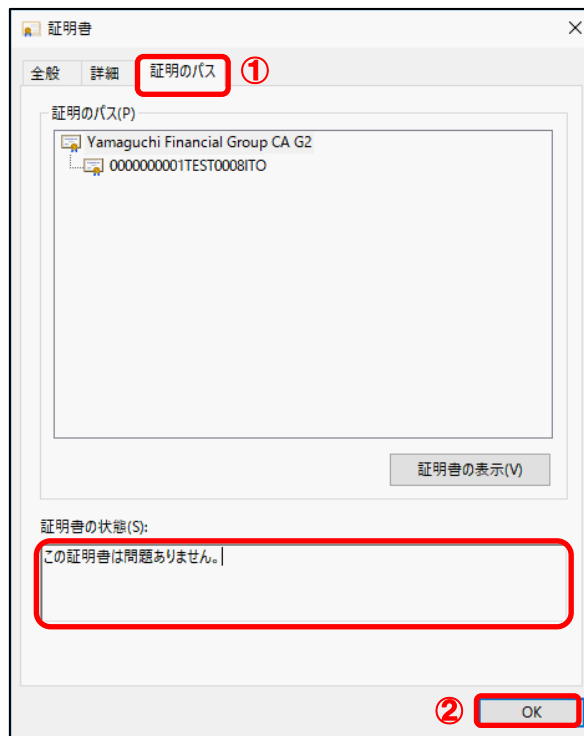 証明書
全般 詳細 証明のパス ①
証明のパス(P)
Yamaguchi Financial Group CA G2
0000000001TEST0008ITO
証明書の表示(V)
証明書の状態(S):
この証明書は問題ありません。
② OK